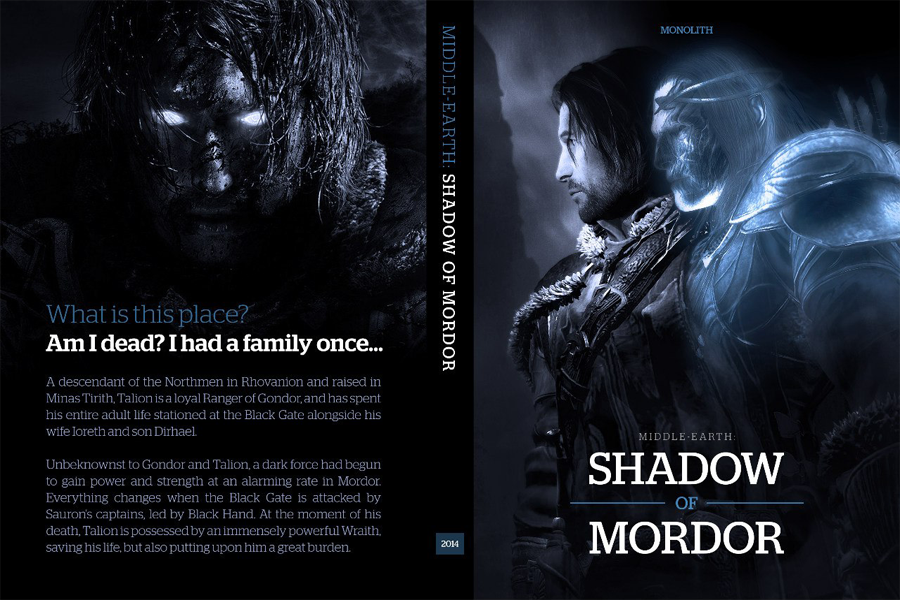 What is this place?
Am I dead? I had a family once...
A descendant of the Northmen in Rhovanion and raised in
Minas Tirith, Talion is a loyal Ranger of Gondor, and has spent
his entire adult life stationed at the Black Gate alongside his
wife loreth and son Dirhael.
Unbeknownst to Gondor and Talion, a dark force had begun
to gain power and strength at an alarming rate in Mordor.
Everything changes when the Black Gate is attacked by
Sauron's captains, led by Black Hand. At the moment of his
death, Talion is possessed by an immensely powerful Wraith,
saving his life, but also putting upon him a great burden.
MIDDLE-EARTH: SHADOW OF MORDOR
2014
MONOLITH
MIDDLE-EARTH:
SHADOW
OF
MORDOR